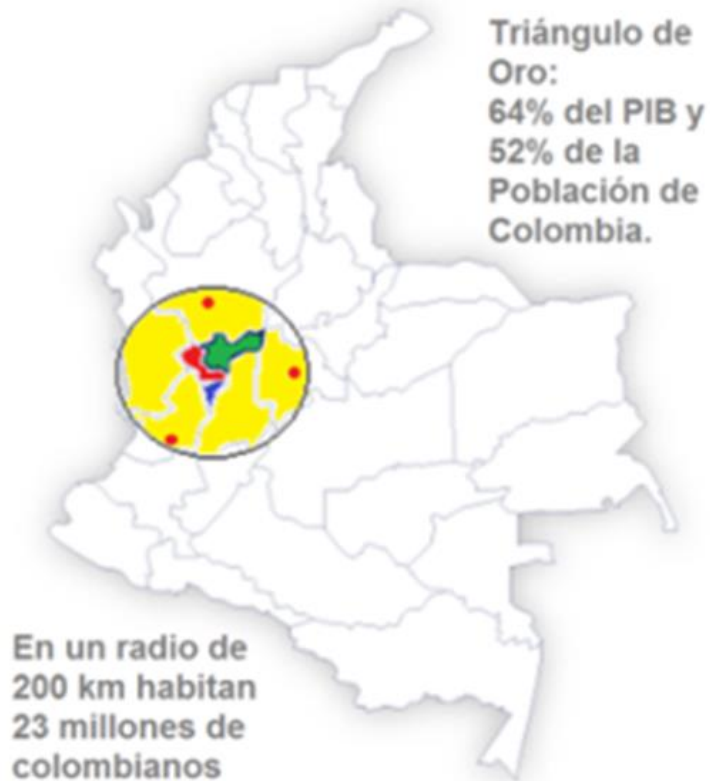 Triángulo de
Oro:
64% del PIB y
52% de la
Población de
Colombia.
En un radio de
200 km habitan
23 millones de
colombianos